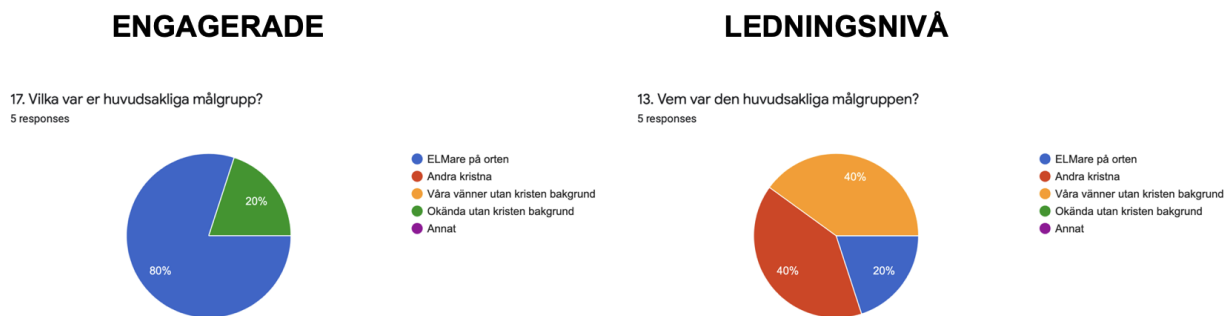 ENGAGERADE
17. Vilka var er huvudsakliga målgrupp?
5 responses
ELMare på orten
Andra kristna
Våra vänner utan kristen bakgrund
Okända utan kristen bakgrund
Annat
20%
80%
LEDNINGSNIVÅ
13. Vem var den huvudsakliga målgruppen?
5 responses
ELMare på orten
Andra kristna
Våra vänner utan kristen bakgrund
Okända utan kristen bakgrund
Annat
40%
40%
20%